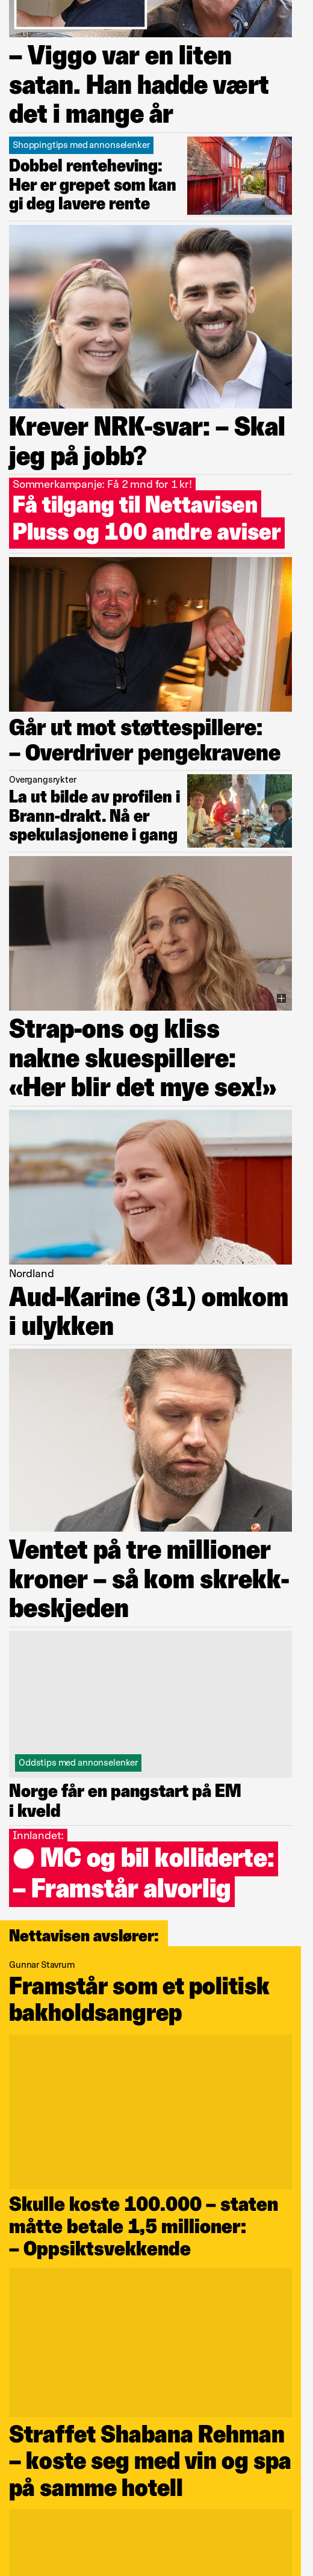 – Viggo var en liten
satan. Han hadde vært
det i mange år
Shoppingtips med annonselenker
Dobbel renteheving:
Her er grepet som kan
gi deg lavere rente
Krever NRK-svar: – Skal
jeg på jobb?
Sommerkampanje: Få 2 mnd for 1 kr!
Få tilgang til Nettavisen
Pluss og 100 andre aviser
Går ut mot støttespillere:
– Overdriver pengekravene
Overgangsrykter
La ut bilde av profilen i
Brann-drakt. Nå er
spekulasjonene i gang
Strap-ons og kliss
nakne skuespillere:
«Her blir det mye sex!»
Nordland
Aud-Karine (31) omkom
i ulykken
Ventet på tre millioner
kroner – så kom skrekk-
beskjeden
Oddstips med annonselenker
Norge får en pangstart på EM
i kveld
Innlandet:
● MC og bil kolliderte:
– Framstår alvorlig
Nettavisen avslører:
Gunnar Stavrum
Framstår som et politisk
bakholdsangrep
Skulle koste 100.000 – staten
måtte betale 1,5 millioner:
– Oppsiktsvekkende
Straffet Shabana Rehman
– koste seg med vin og spa
på samme hotell